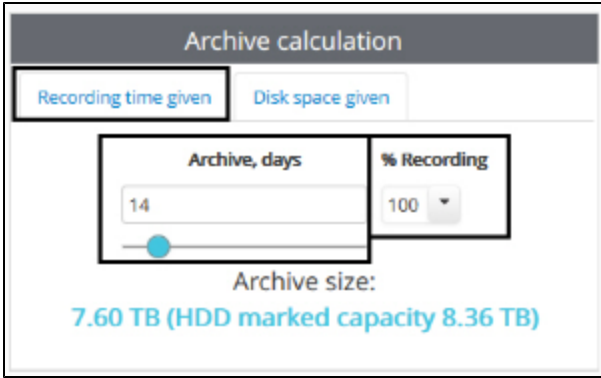 Archive calculation
Recording time given
Disk space given
Archive, days
% Recording
14
100
Archive size:
7.60 TB (HDD marked capacity 8.36 TB)